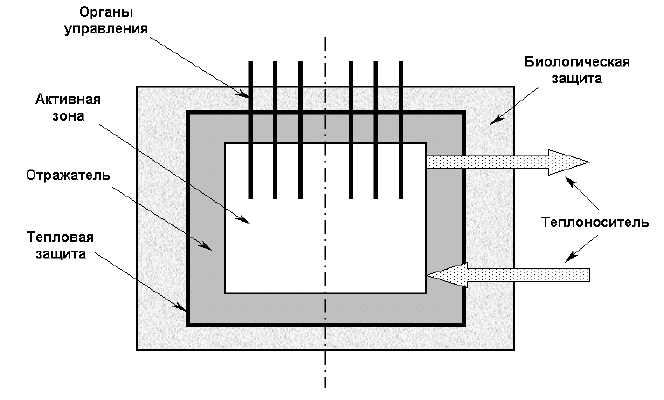 Органы
управления
Биологическая
защита
Активная
зона
Отражатель
Теплоноситель
Тепловая
защита